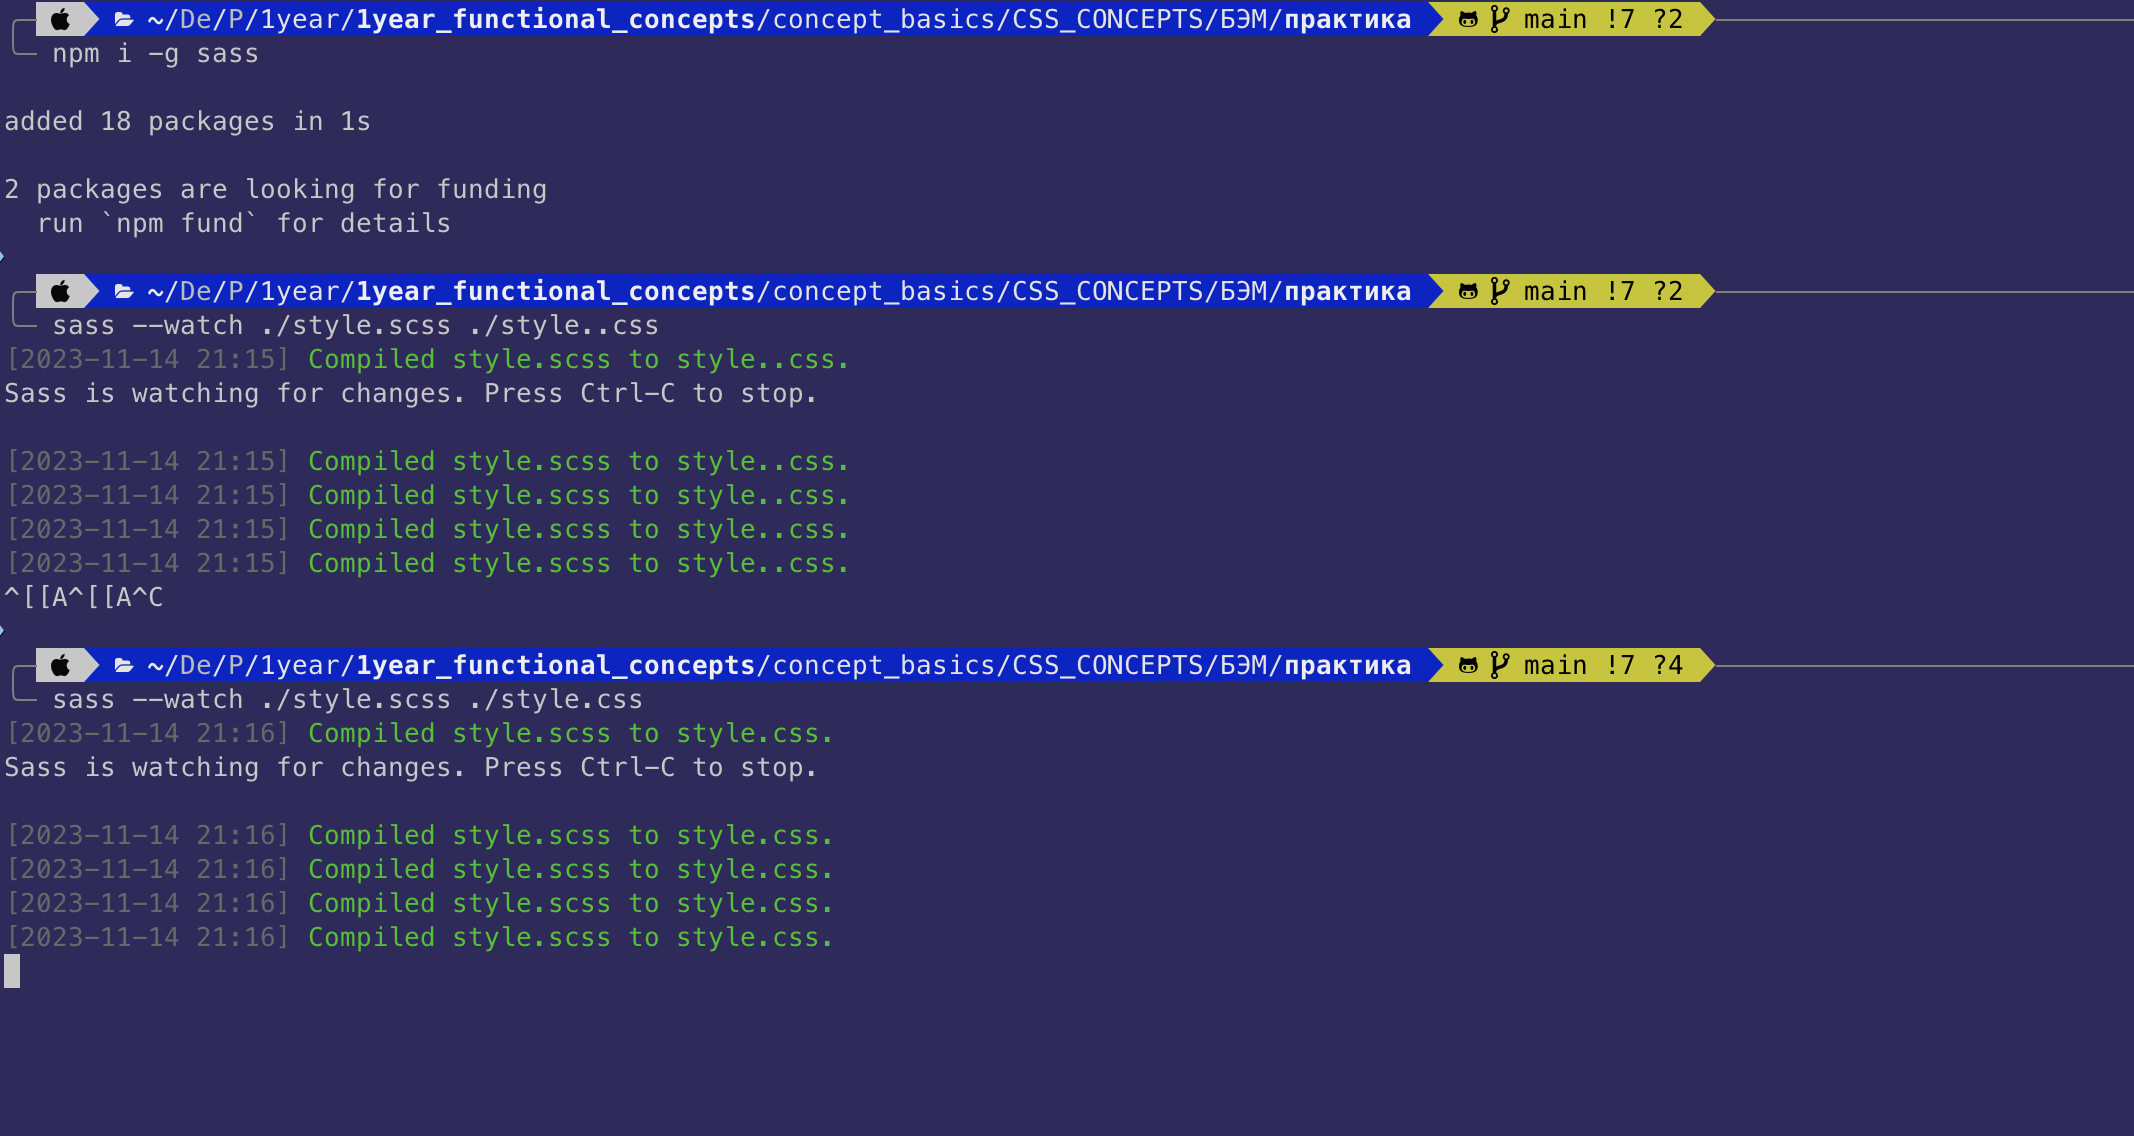 ~/De/P/1year/1year_functional_concepts/concept_basics/CSS_CONCEPTS/БЭМ/практика main !7 ?2
npm i -g sass
added 18 packages in 1s
2 packages are looking for funding
run `npm fund` for details
~/De/P/1year/1year_functional_concepts/concept_basics/CSS_CONCEPTS/БЭМ/практика main !7 ?2
sass --watch ./style.scss ./style..css
[2023-11-14 21:15] Compiled style.scss to style..css.
Sass is watching for changes. Press Ctrl-C to stop.
[2023-11-14 21:15] Compiled style.scss to style..css.
[2023-11-14 21:15] Compiled style.scss to style..css.
[2023-11-14 21:15] Compiled style.scss to style..css.
[2023-11-14 21:15] Compiled style.scss to style..css.
^[[A^[[A^C
~/De/P/1year/1year_functional_concepts/concept_basics/CSS_CONCEPTS/БЭМ/практика main !7 ?4
sass --watch ./style.scss ./style.css
[2023-11-14 21:16] Compiled style.scss to style.css.
Sass is watching for changes. Press Ctrl-C to stop.
[2023-11-14 21:16] Compiled style.scss to style.css.
[2023-11-14 21:16] Compiled style.scss to style.css.
[2023-11-14 21:16] Compiled style.scss to style.css.
[2023-11-14 21:16] Compiled style.scss to style.css.